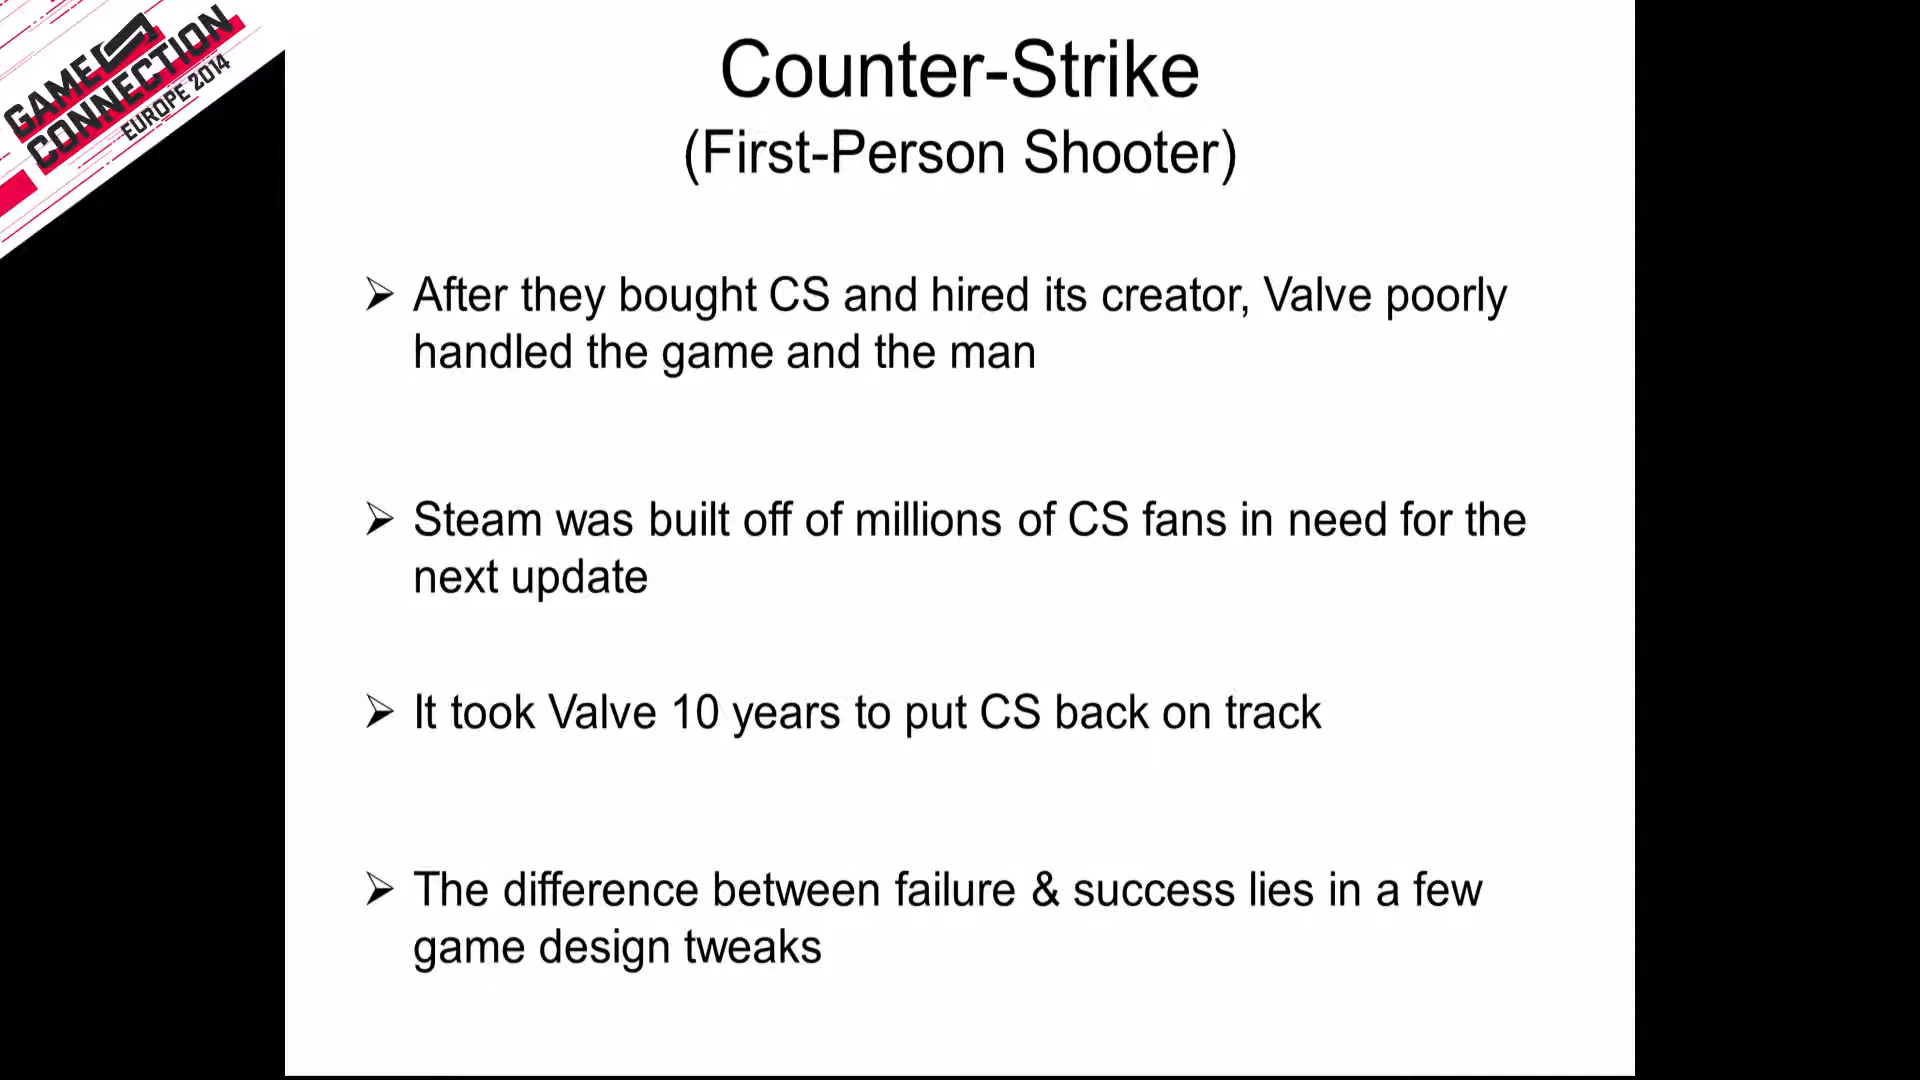 GAME
CONNECTION
EUROPE 2014
Counter-Strike
(First-Person Shooter)
➢ After they bought CS and hired its creator, Valve poorly
handled the game and the man
➢ Steam was built off of millions of CS fans in need for the
next update
➢ It took Valve 10 years to put CS back on track
➢ The difference between failure & success lies in a few
game design tweaks